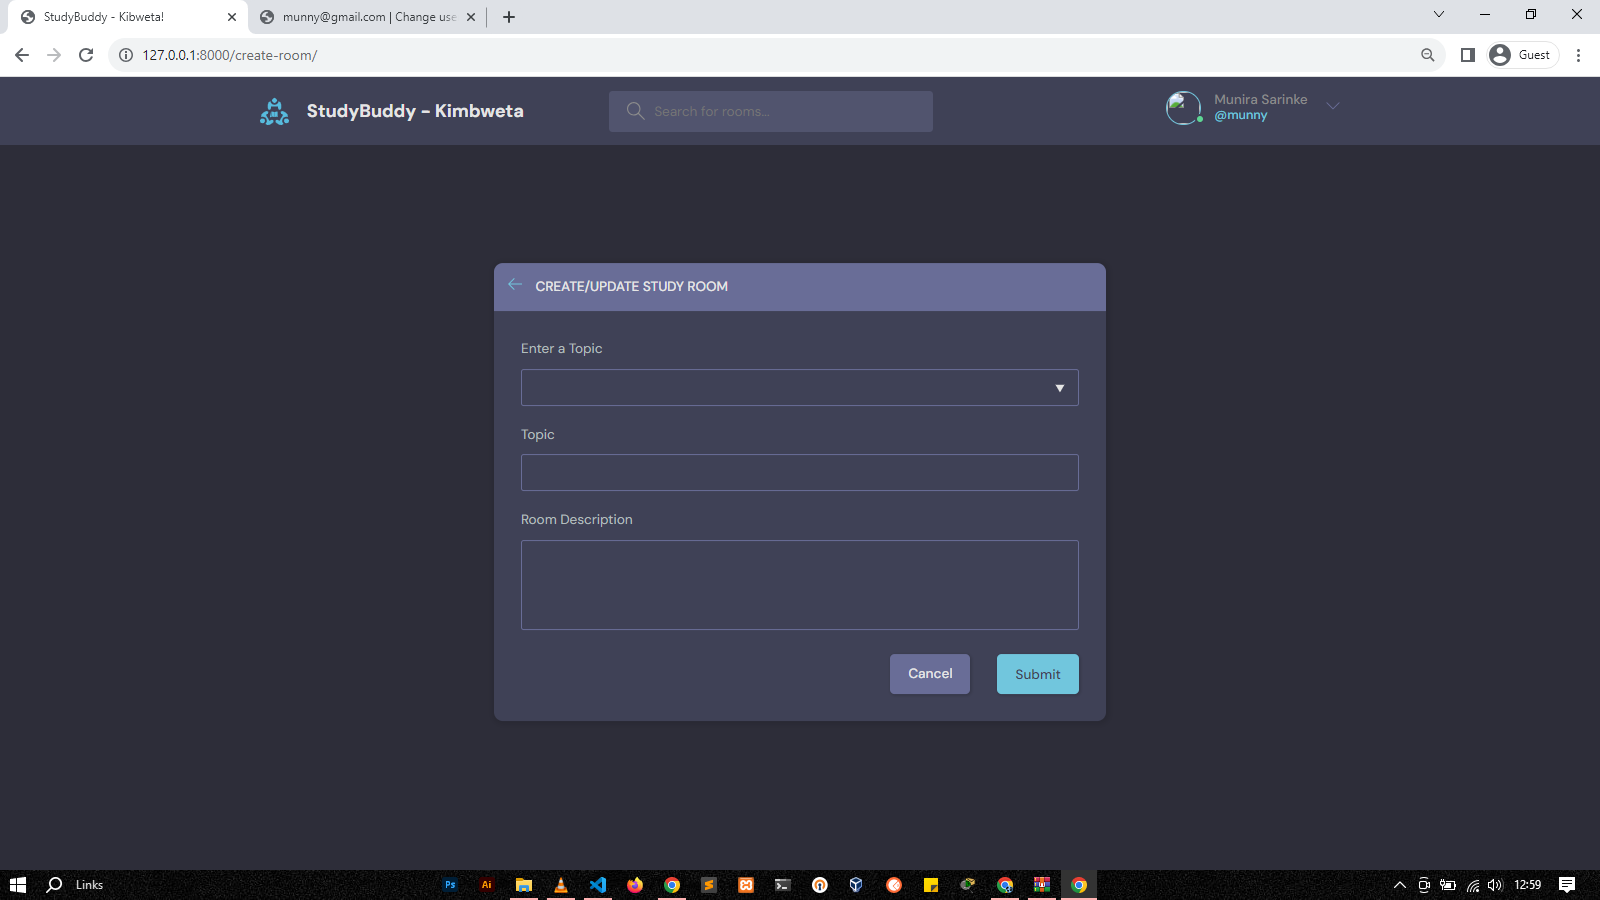 StudyBuddy - Kibweta!
munny@gmail.com | Change use
127.0.0.1:8000/create-room/
Guest
StudyBuddy - Kimbweta
Search for rooms...
Munira Sarinke
@munny
CREATE/UPDATE STUDY ROOM
Enter a Topic
Topic
Room Description
Cancel
Submit
Links
Ps
Ai
12:59